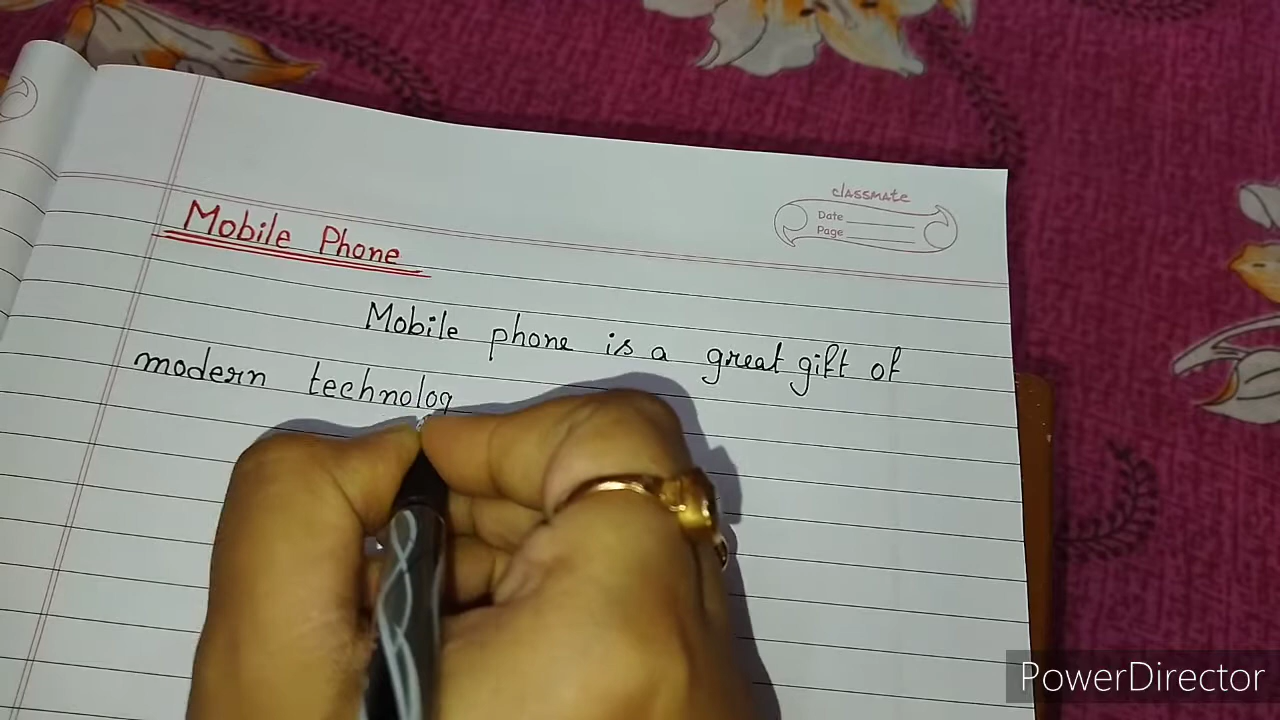 classmate
Date
Page
Mobile Phone
Mobile phone is a great gift of
modern technolog
PowerDirector